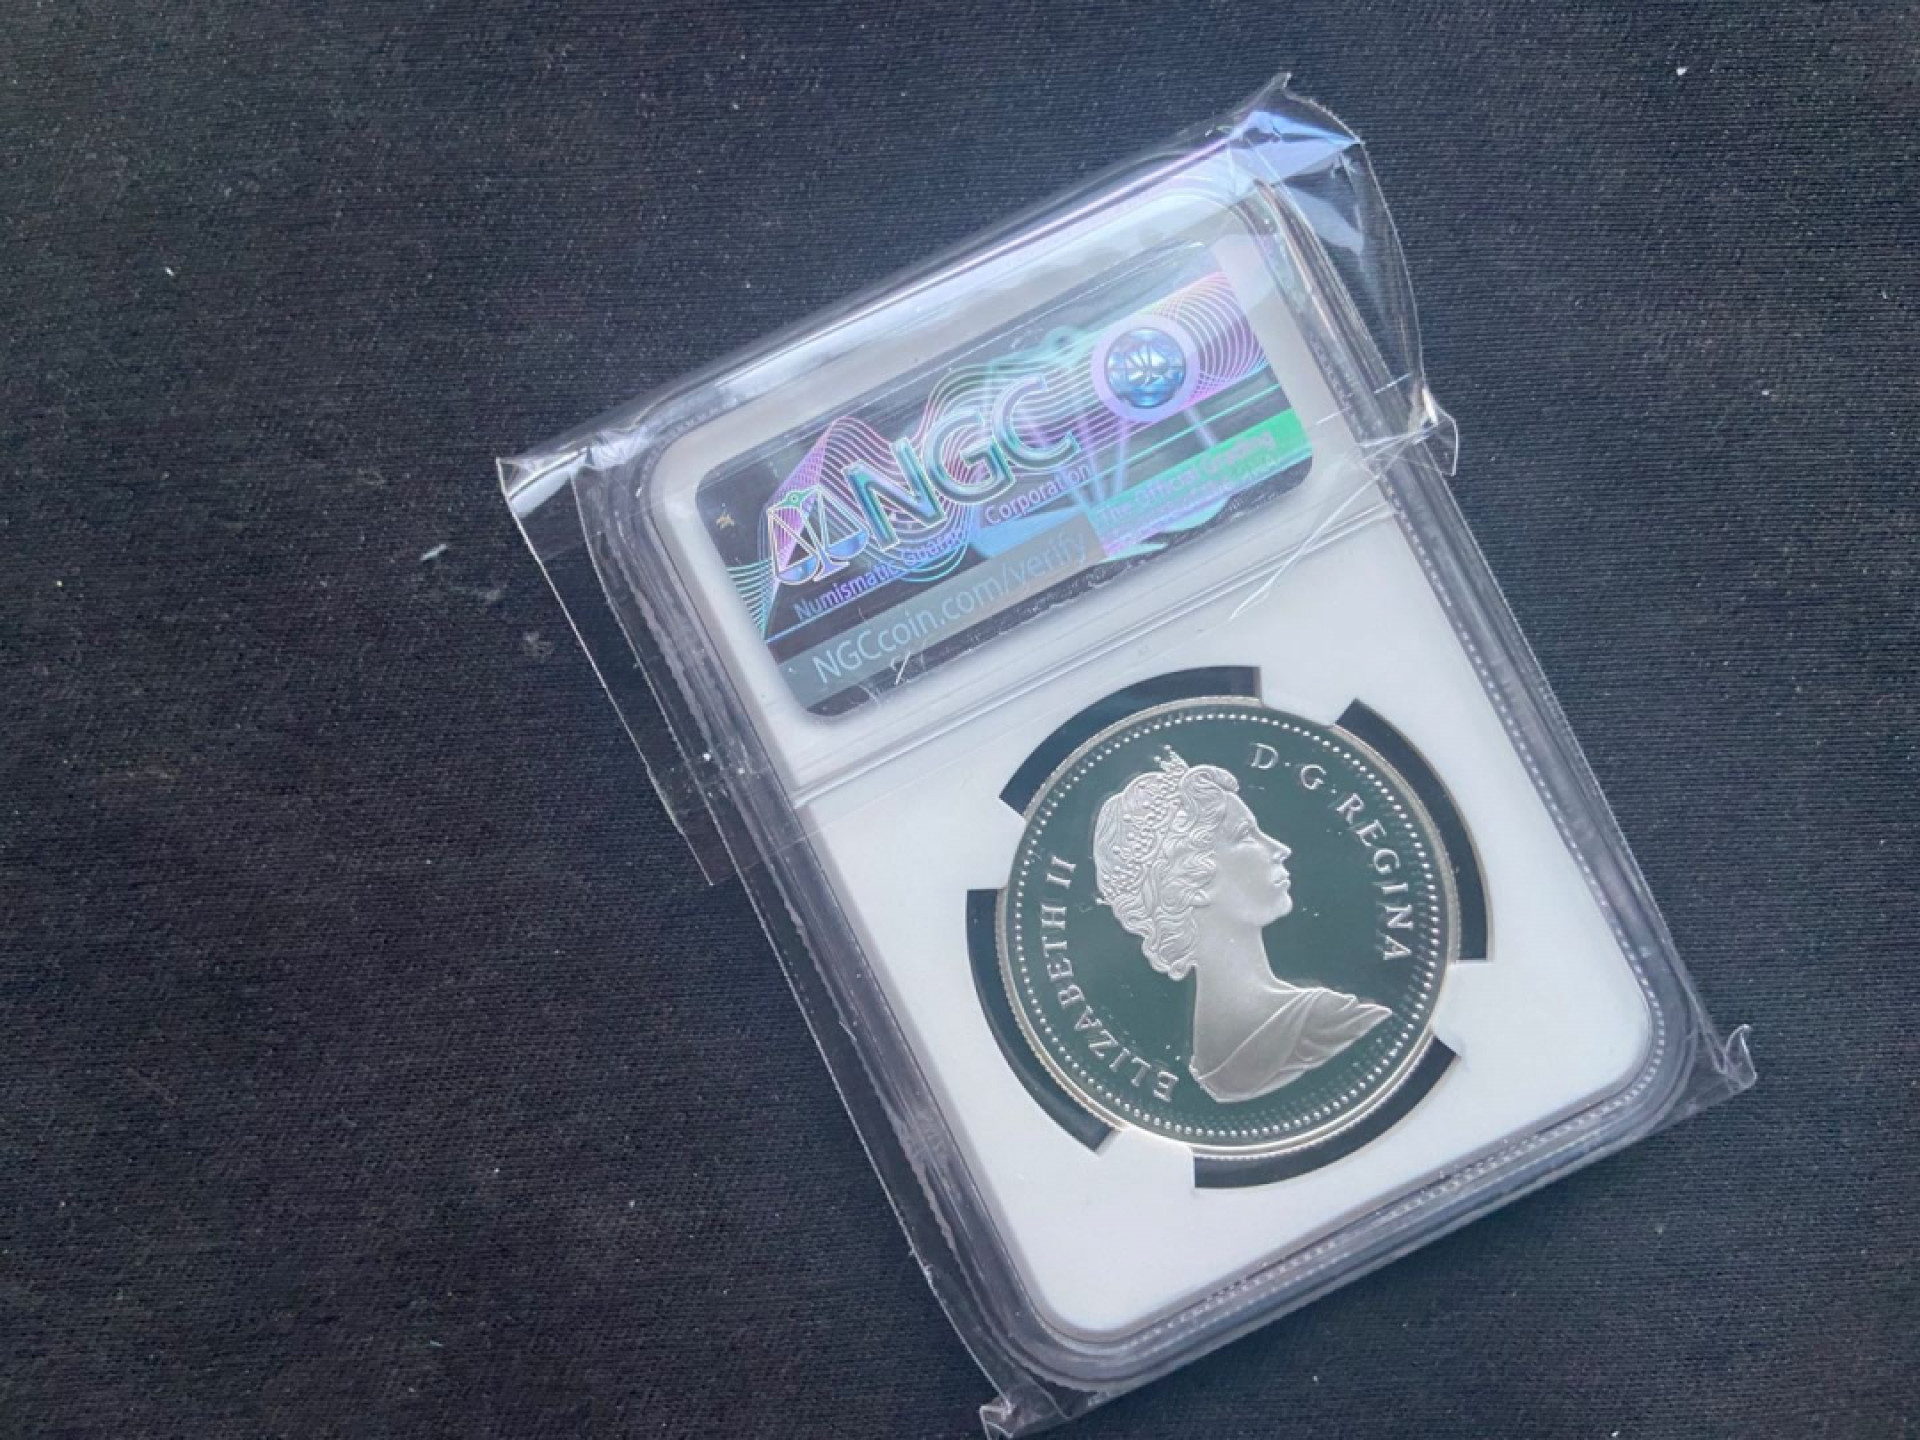 NGC
Numismatic Guaranty Corporation
The Official Grading
NGCcoin.com/verify
ELIZABETH II D·G·REGINA